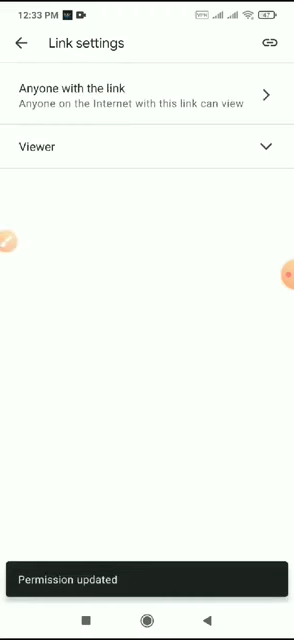 12:33 PM
VPN
47
Link settings
Anyone with the link
Anyone on the Internet with this link can view
Viewer
Permission updated